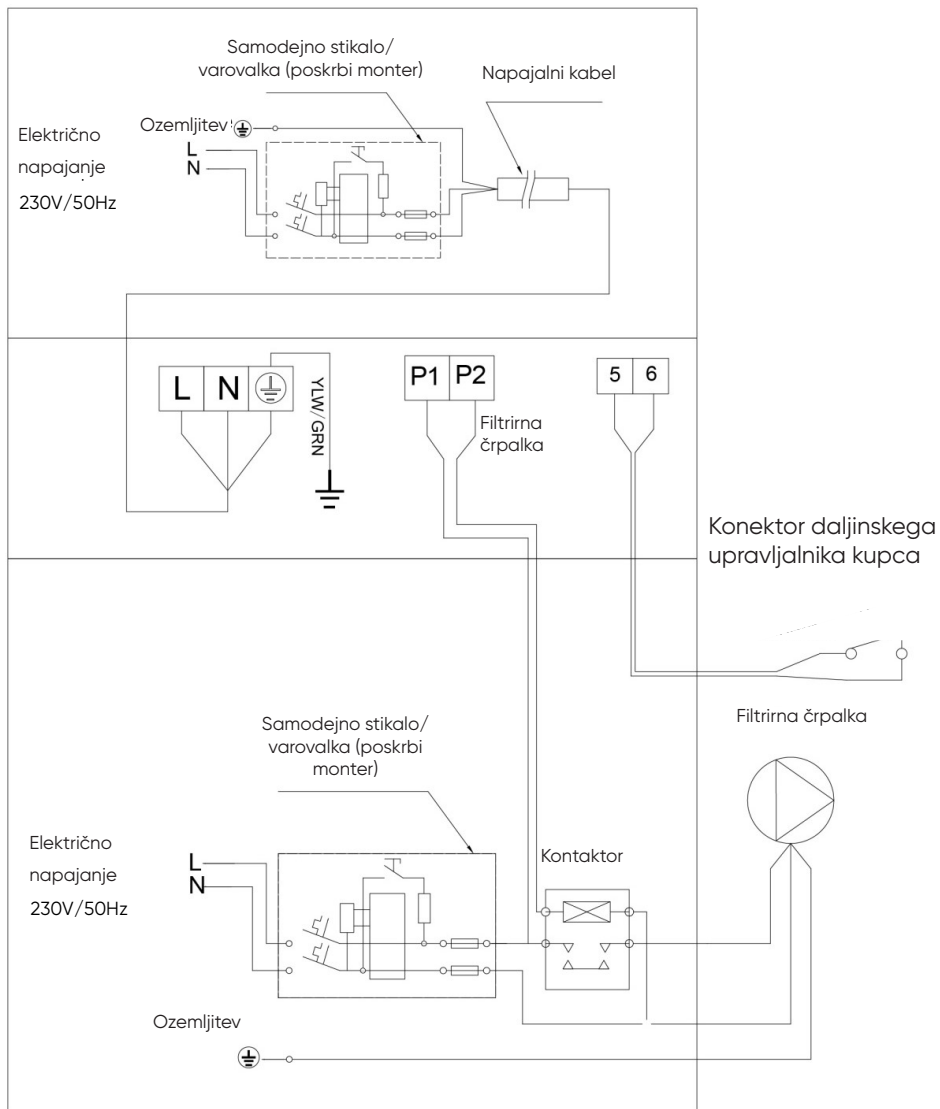 Samodejno stikalo/
varovalka (poskrbi monter)
Napajalni kabel
Električno
napajanje
230V/50Hz
Ozemljitev
L
N
L N
YLW/GRN
P1 P2
Filtrirna
črpalka
5 6
Konektor daljinskega
upravljalnika kupca
Filtrirna črpalka
Samodejno stikalo/
varovalka (poskrbi
monter)
Električno
napajanje
230V/50Hz
L
N
Kontaktor
Ozemljitev